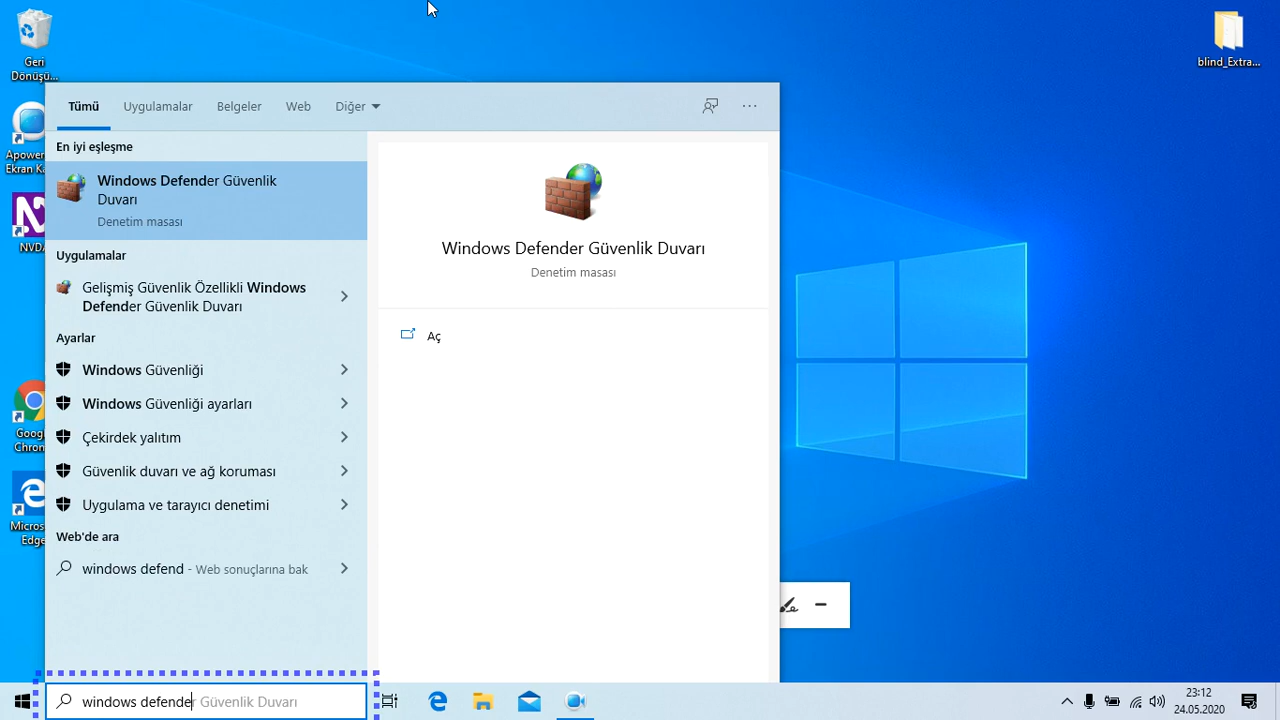 Geri
Dönüşü...
blind_Extra...
Apower
Ekran Ka
NVDA
Google
Chrom
Micros
Edge
Tümü
Uygulamalar
Belgeler
Web
Diğer
En iyi eşleşme
Windows Defender Güvenlik
Duvarı
Denetim masası
Uygulamalar
Gelişmiş Güvenlik Özellikli Windows
Defender Güvenlik Duvarı
Ayarlar
Windows Güvenliği
Windows Güvenliği ayarları
Çekirdek yalıtım
Güvenlik duvarı ve ağ koruması
Uygulama ve tarayıcı denetimi
Web'de ara
windows defend - Web sonuçlarına bak
Windows Defender Güvenlik Duvarı
Denetim masası
Aç
windows defender Güvenlik Duvarı
23:12
24.05.2020